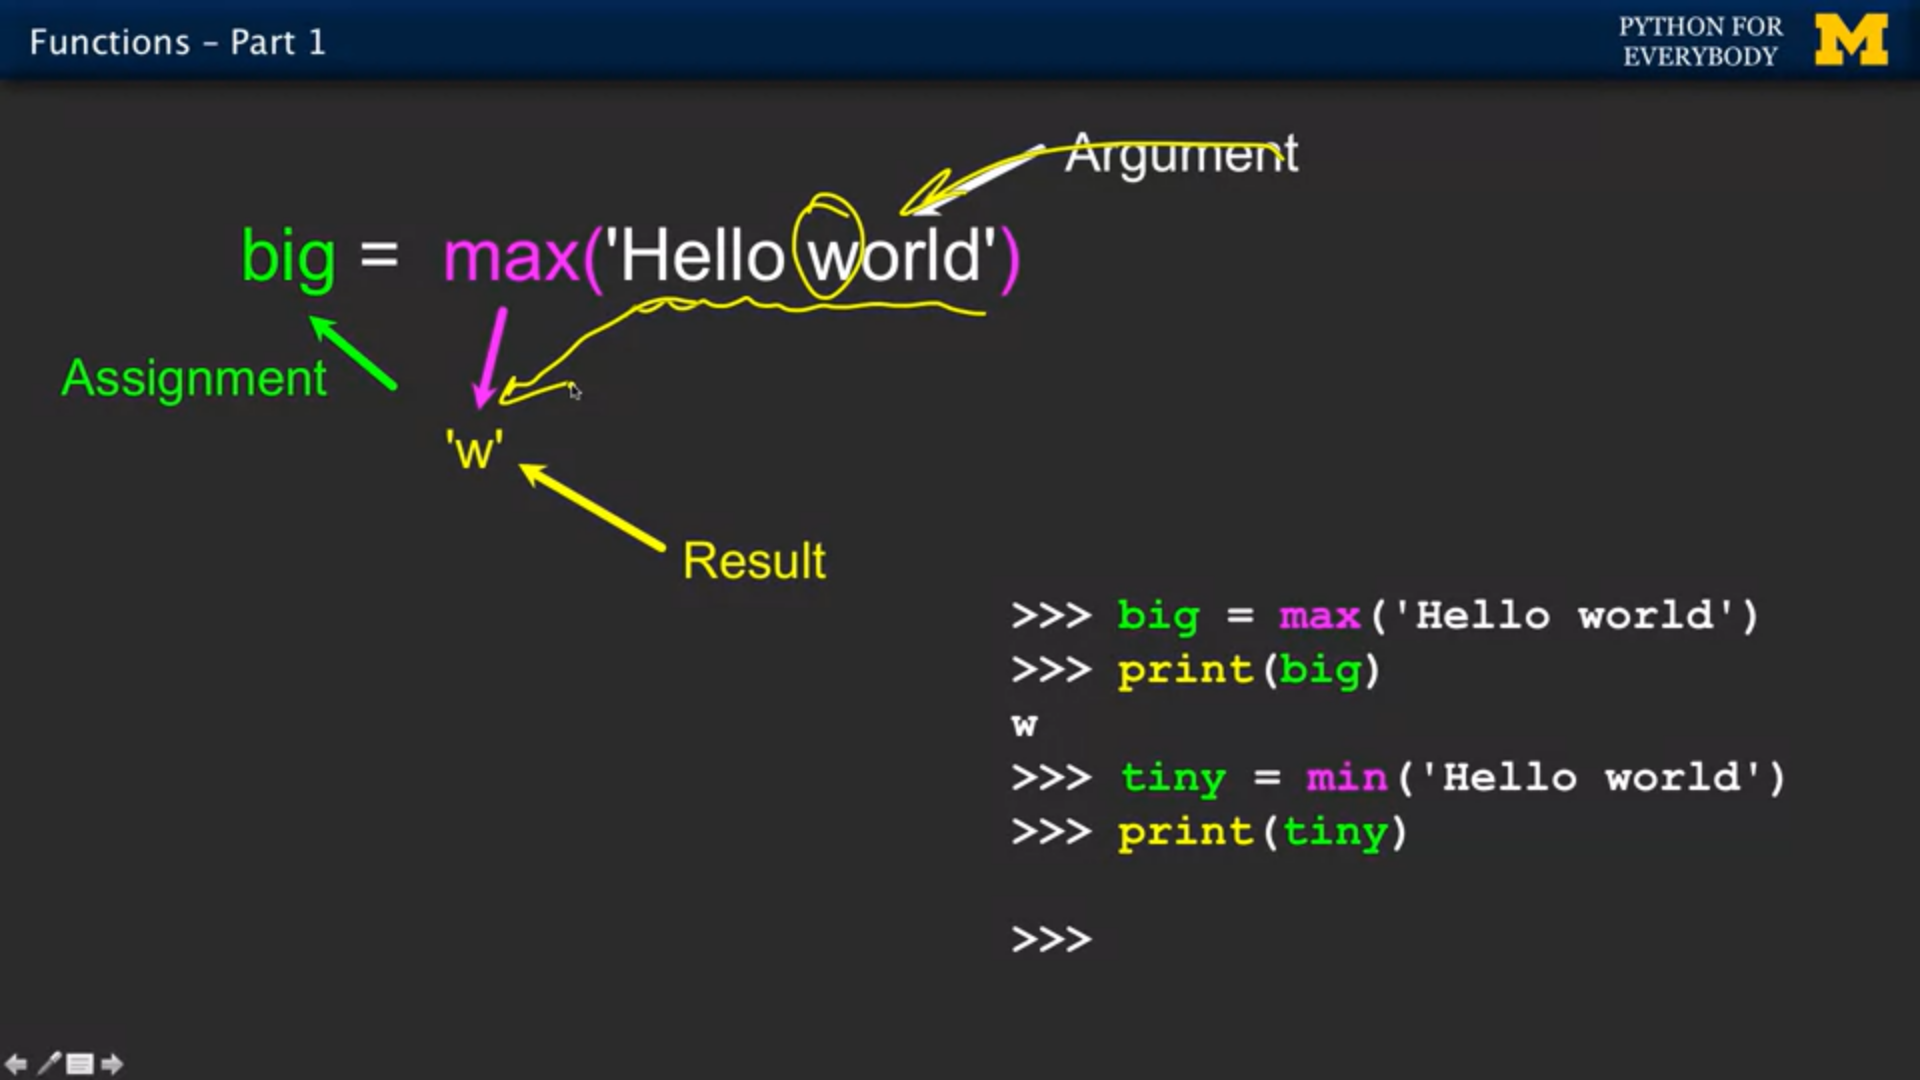 Functions – Part 1
PYTHON FOR
EVERYBODY
M
Argument
big = max('Hello world')
Assignment
'w'
Result
>>> big = max('Hello world')
>>> print(big)
w
>>> tiny = min('Hello world')
>>> print(tiny)
>>>